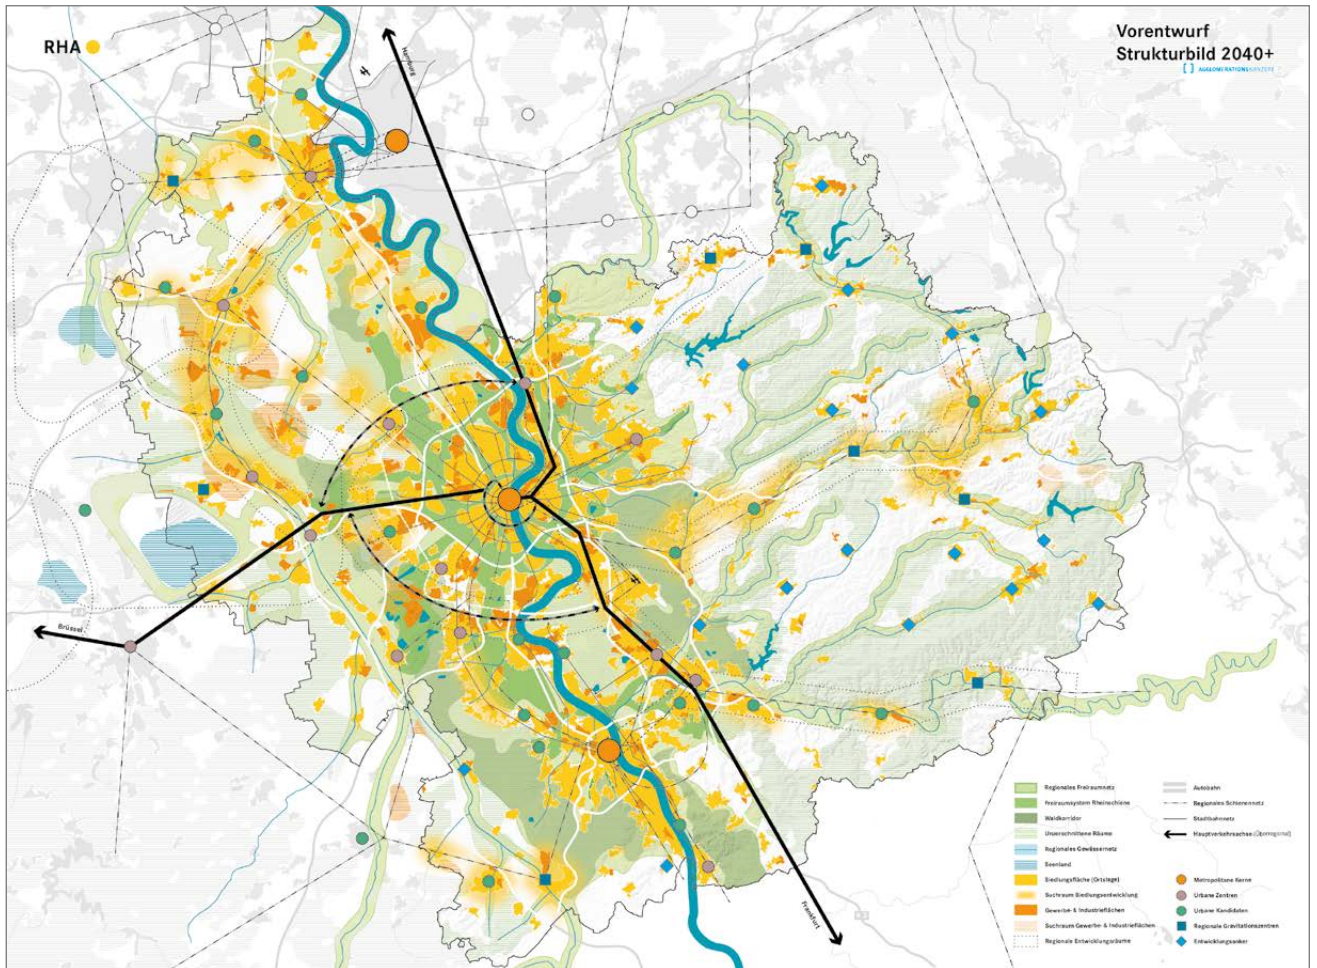 RHA
Vorentwurf
Strukturbild 2040+
AGGLOMERATIONSKONZEPT
Hamburg
Brüssel
Frankfurt
Regionales Freiraumnetz
Freiraumsystem Rheinschiene
Waldkorridor
Unzerschnittene Räume
Regionales Gewässernetz
Seenland
Siedlungsfläche (Ortslage)
Suchraum Siedlungsentwicklung
Gewerbe- & Industrieflächen
Suchraum Gewerbe- & Industrieflächen
Regionale Entwicklungsräume
Autobahn
Regionales Schienennetz
Stadtbahnnetz
Hauptverkehrsachse (Überregional)
Metropolitane Kerne
Urbane Zentren
Urbane Kandidaten
Regionale Gravitationszentren
Entwicklungsanker